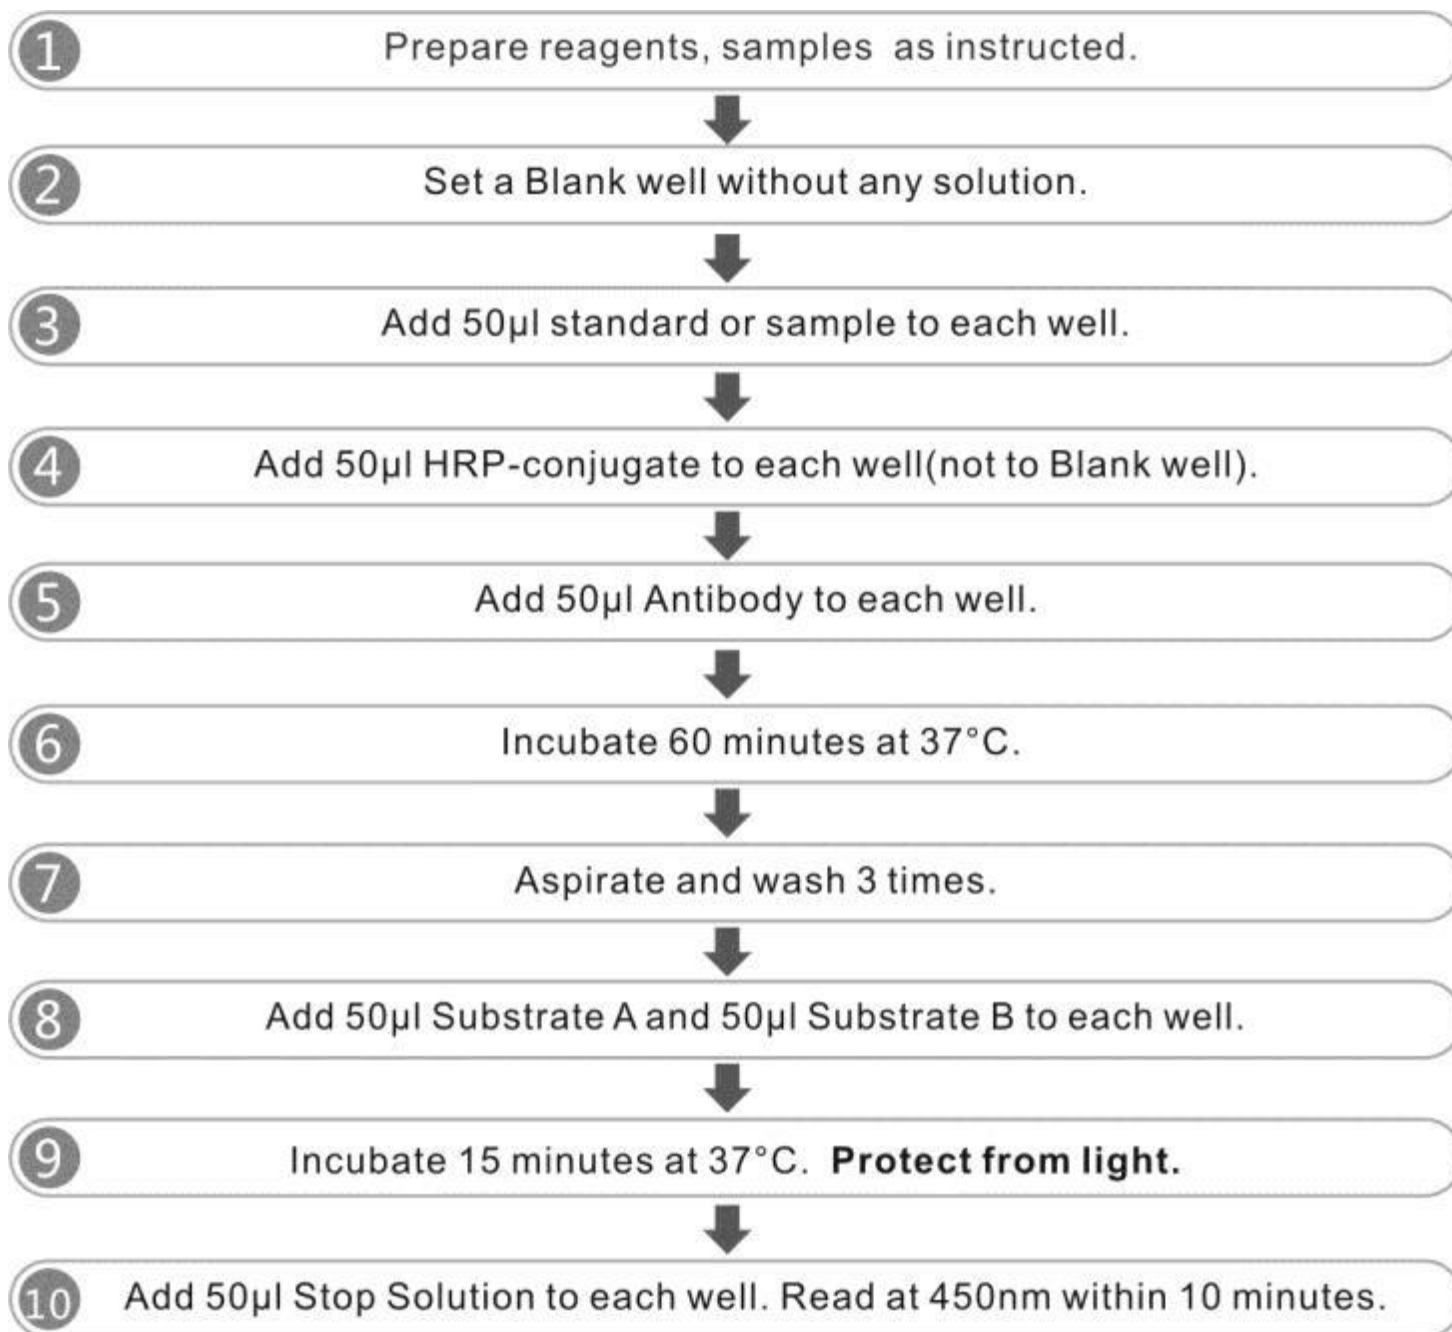 1 Prepare reagents, samples as instructed.
2 Set a Blank well without any solution.
3 Add 50µl standard or sample to each well.
4 Add 50µl HRP-conjugate to each well(not to Blank well).
5 Add 50µl Antibody to each well.
6 Incubate 60 minutes at 37°C.
7 Aspirate and wash 3 times.
8 Add 50µl Substrate A and 50µl Substrate B to each well.
9 Incubate 15 minutes at 37°C. Protect from light.
10 Add 50µl Stop Solution to each well. Read at 450nm within 10 minutes.